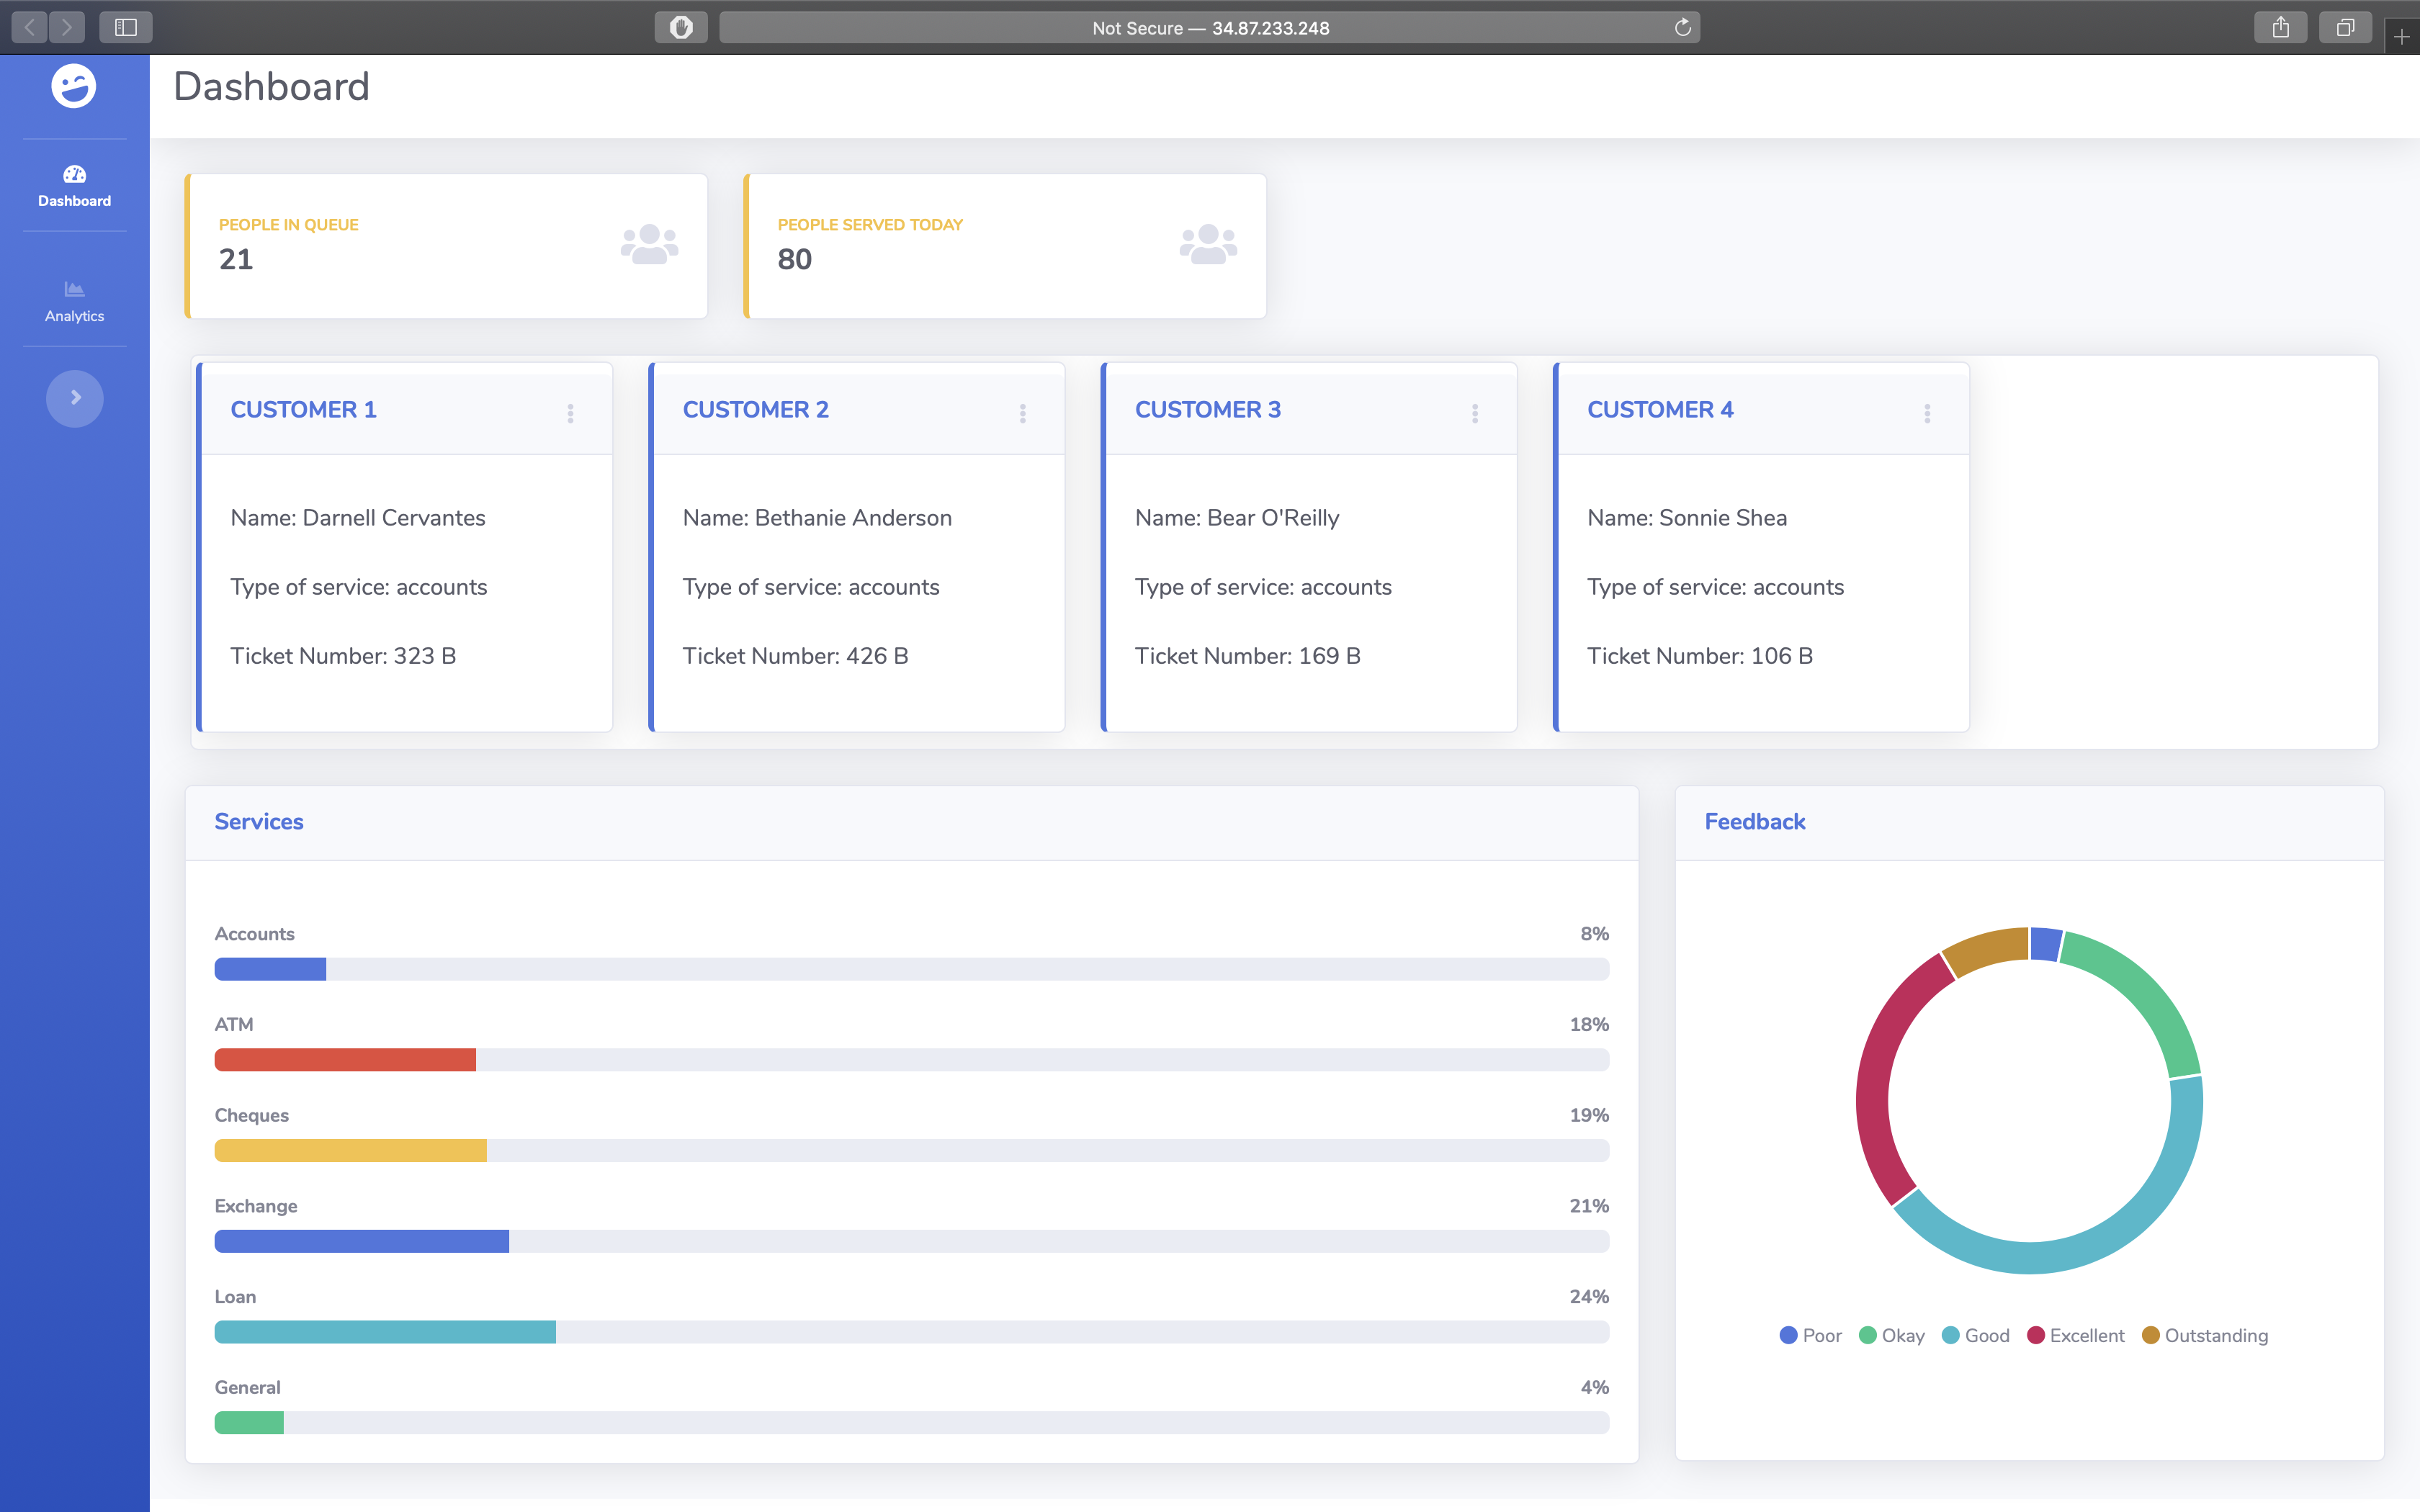 Not Secure — 34.87.233.248
Dashboard
Dashboard
Analytics
PEOPLE IN QUEUE
21
PEOPLE SERVED TODAY
80
CUSTOMER 1
Name: Darnell Cervantes
Type of service: accounts
Ticket Number: 323 B
CUSTOMER 2
Name: Bethanie Anderson
Type of service: accounts
Ticket Number: 426 B
CUSTOMER 3
Name: Bear O'Reilly
Type of service: accounts
Ticket Number: 169 B
CUSTOMER 4
Name: Sonnie Shea
Type of service: accounts
Ticket Number: 106 B
Services
Accounts 8%
ATM 18%
Cheques 19%
Exchange 21%
Loan 24%
General 4%
Feedback
Poor Okay Good Excellent Outstanding